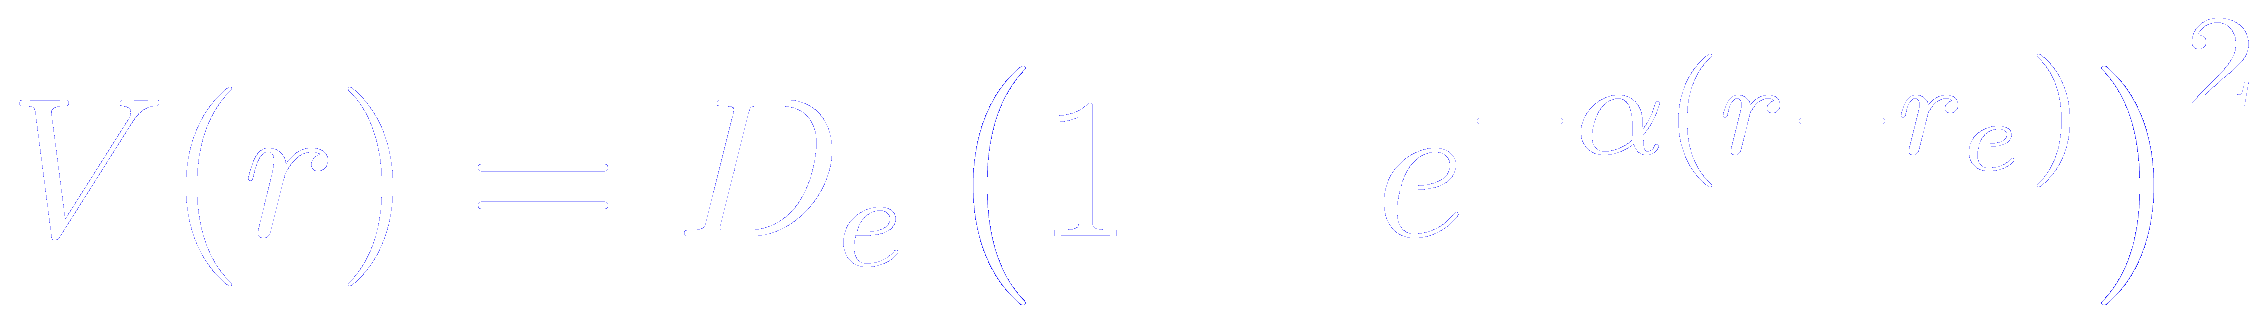 V(r) = D_e (1 - e^{-α(r-r_e)})^2